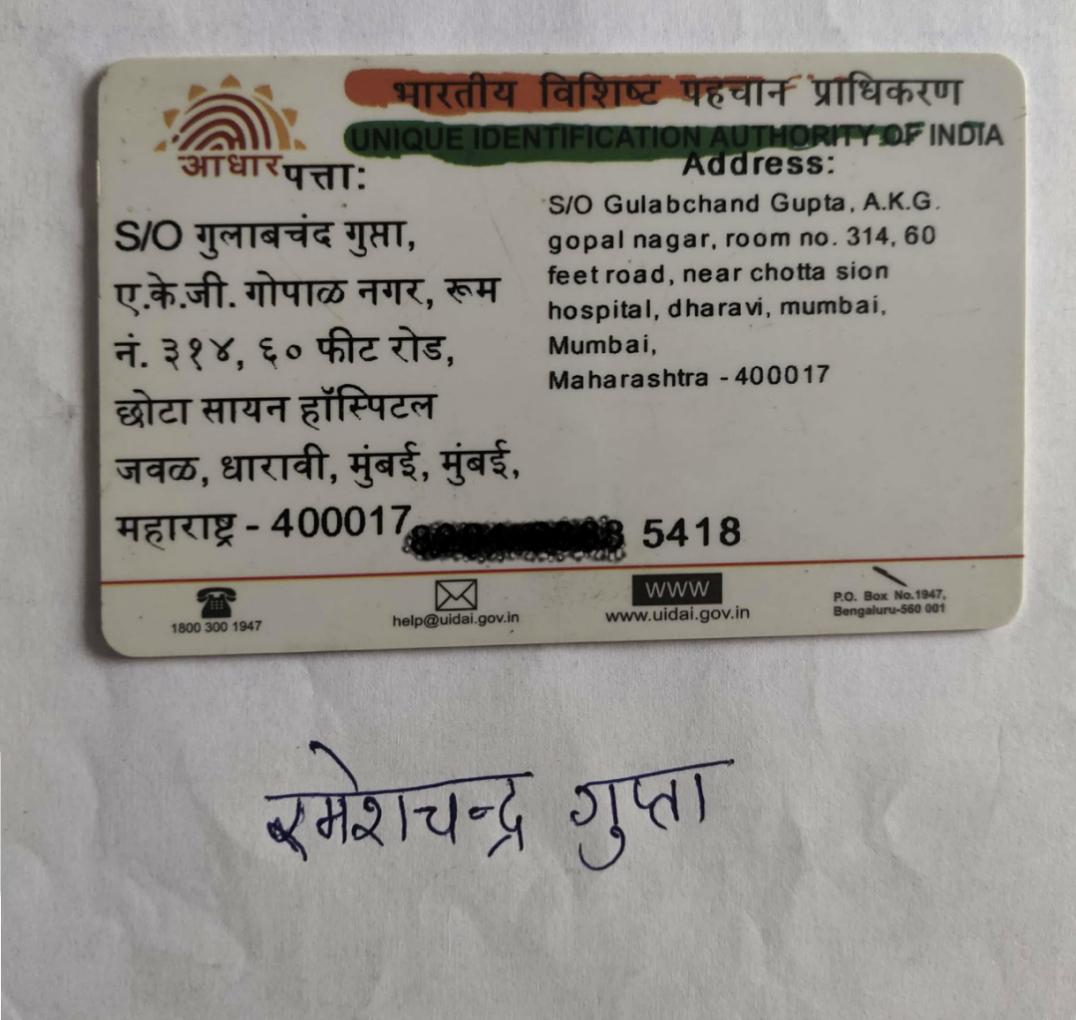 भारतीय विशिष्ट पहचान प्राधिकरण
UNIQUE IDENTIFICATION AUTHORITY OF INDIA
आधार
पत्ता:
S/O गुलाबचंद गुप्ता,
ए.के.जी. गोपाळ नगर, रूम
नं. ३१४, ६० फीट रोड,
छोटा सायन हॉस्पिटल
जवळ, धारावी, मुंबई, मुंबई,
महाराष्ट्र - 400017
Address:
S/O Gulabchand Gupta, A.K.G.
gopal nagar, room no. 314, 60
feet road, near chotta sion
hospital, dharavi, mumbai,
Mumbai,
Maharashtra - 400017
5418
1800 300 1947
help@uidai.gov.in
WWW
www.uidai.gov.in
P.O. Box No.1947,
Bengaluru-560 001
रमेशचन्द्र गुप्ता